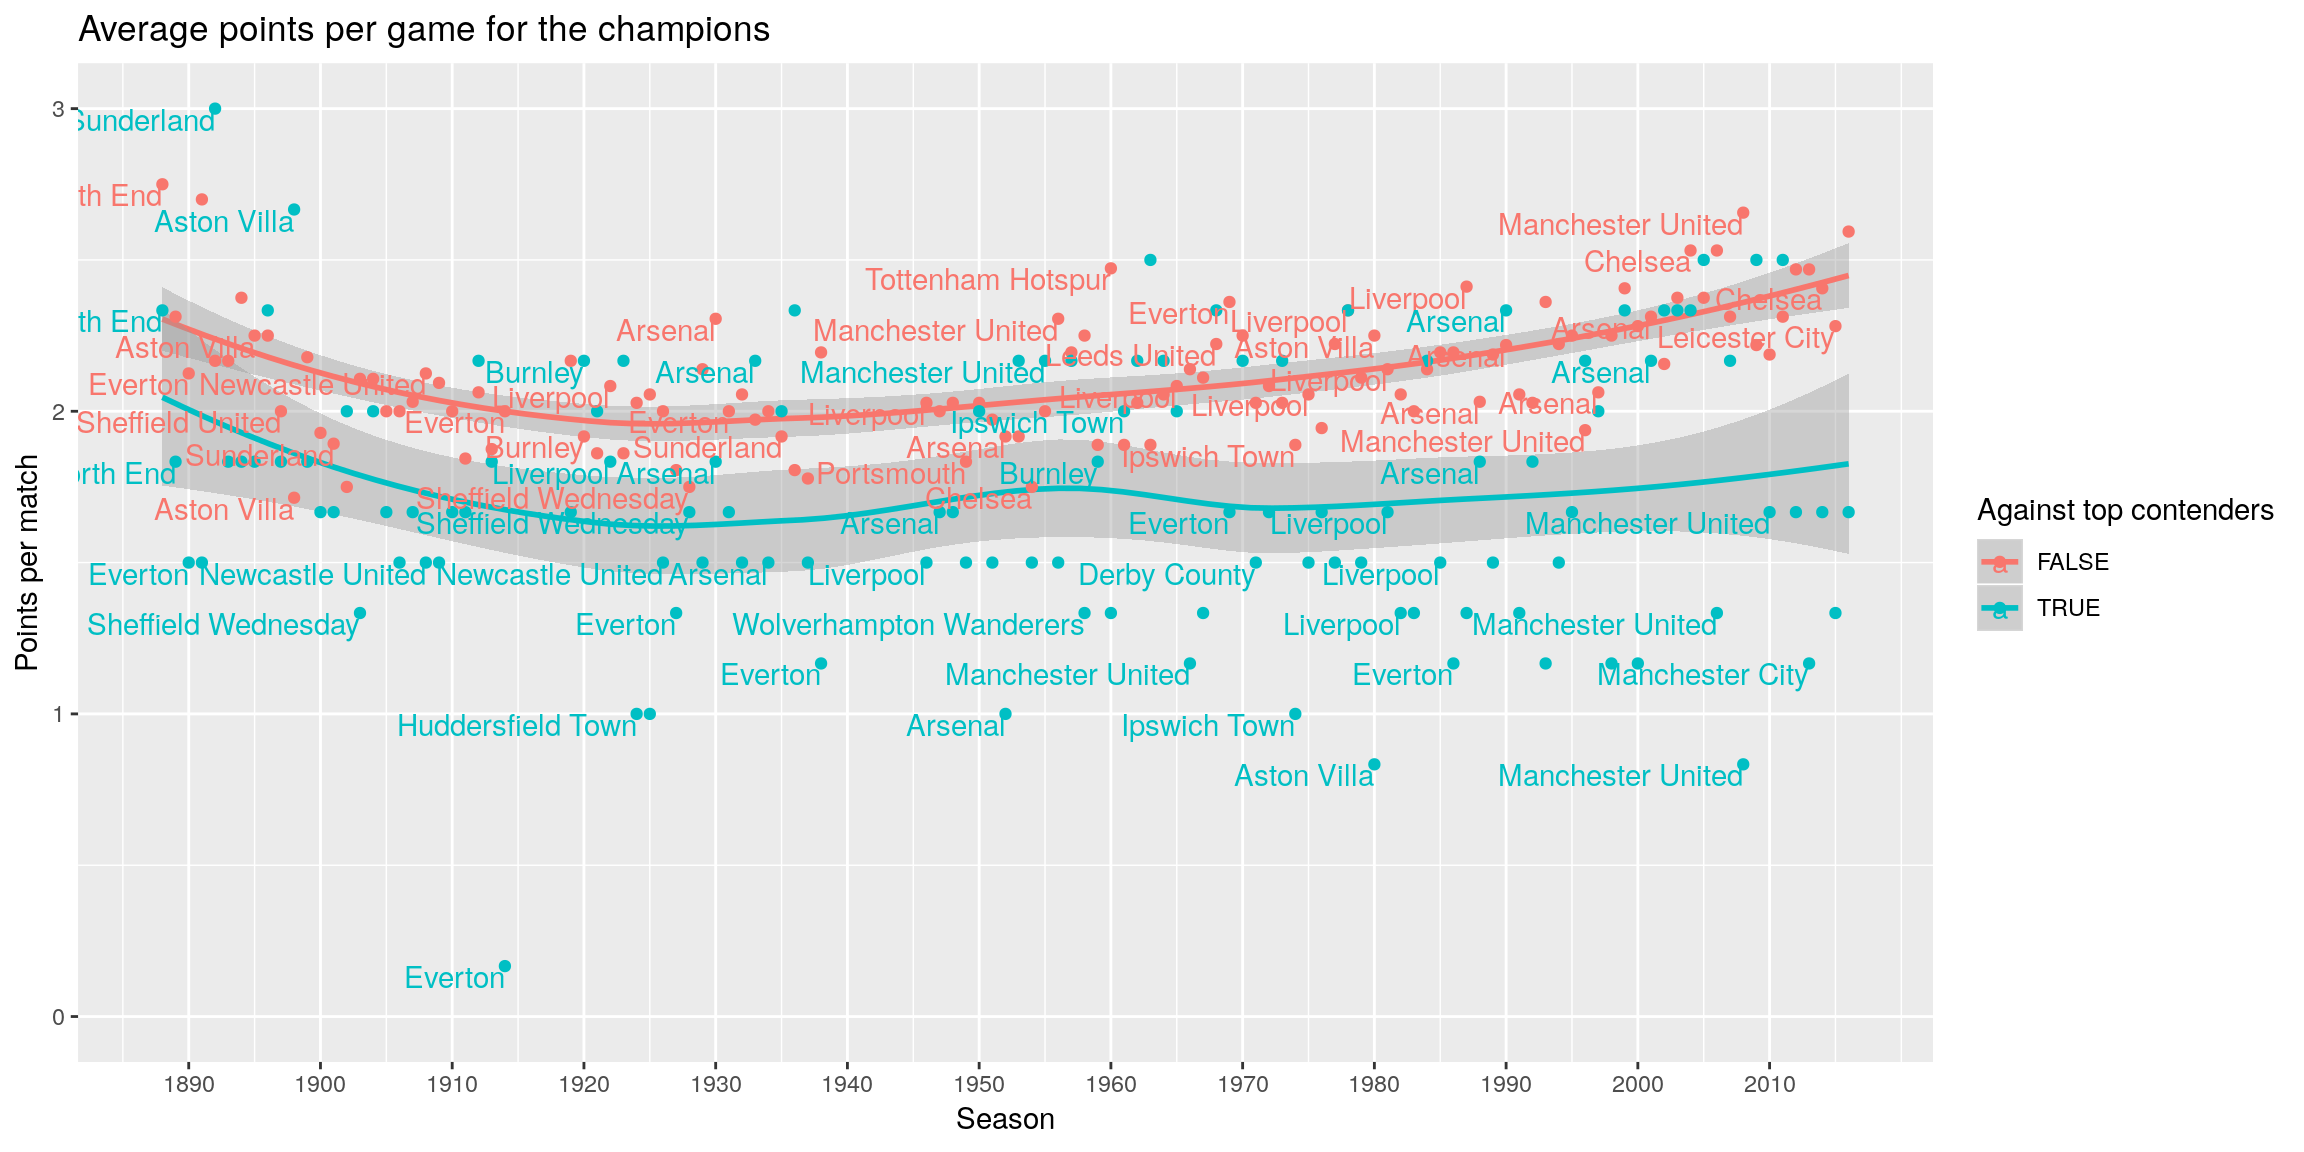 Average points per game for the champions
Points per match
3
2
1
0
Sunderland
th End
Aston Villa
Manchester United
Chelsea
Tottenham Hotspur
Liverpool
Chelsea
th End
Everton
Liverpool
Arsenal
Arsenal
Manchester United
Arsenal
Leicester City
Aston Villa
Leeds United
Aston Villa
Arsenal
Everton
Newcastle United
Burnley
Arsenal
Manchester United
Liverpool
Arsenal
Liverpool
Liverpool
Liverpool
Arsenal
Sheffield United
Everton
Everton
Liverpool
Ipswich Town
Arsenal
Sunderland
Burnley
Sunderland
Arsenal
Manchester United
Ipswich Town
orth End
Liverpool
Arsenal
Portsmouth
Burnley
Arsenal
Aston Villa
Sheffield Wednesday
Chelsea
Sheffield Wednesday
Arsenal
Everton
Liverpool
Manchester United
Everton
Newcastle United
Newcastle United
Arsenal
Liverpool
Derby County
Liverpool
Sheffield Wednesday
Everton
Wolverhampton Wanderers
Liverpool
Manchester United
Everton
Manchester United
Everton
Manchester City
Huddersfield Town
Arsenal
Ipswich Town
Aston Villa
Manchester United
Everton
1890
1900
1910
1920
1930
1940
1950
1960
1970
1980
1990
2000
2010
Season
Against top contenders
a
FALSE
a
TRUE